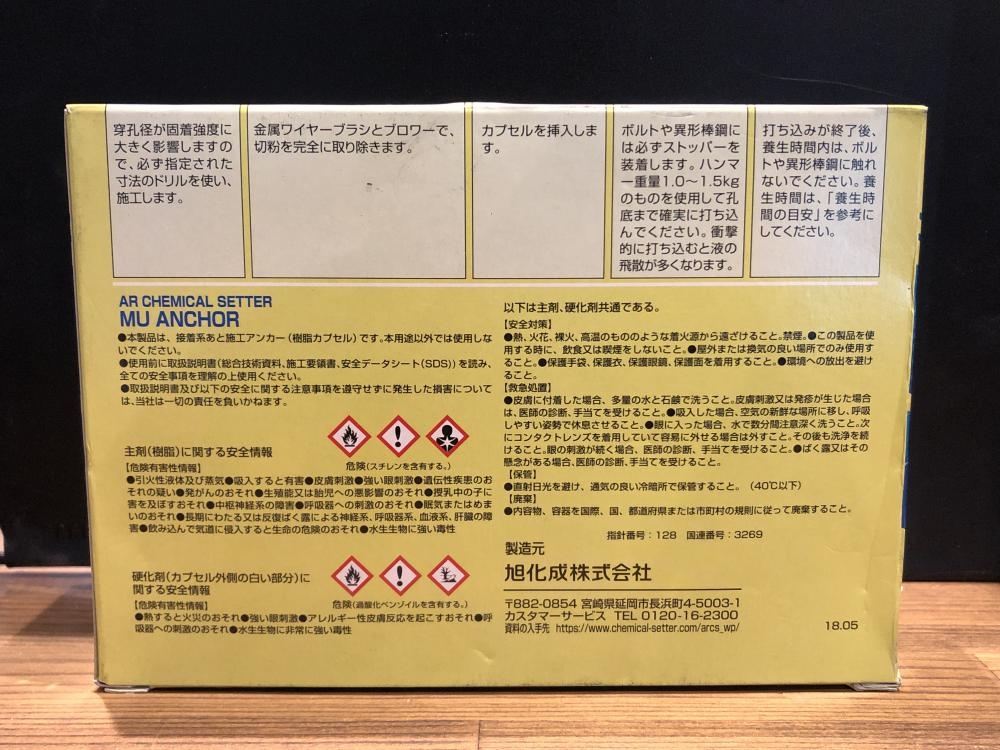 穿孔径が固着強度に
大きく影響しますの
で、必ず指定された
寸法のドリルを使い、
施工します。
金属ワイヤーブラシとブロワーで、
切粉を完全に取り除きます。
カプセルを挿入しま
す。
ボルトや異形棒鋼に
は必ずストッパーを
装着します。ハンマ
ー重量1.0〜1.5kg
のものを使用して孔
底まで確実に打ち込
んでください。衝撃
的に打ち込むと液の
飛散が多くなります。
打ち込みが終了後、
養生時間内は、ボル
トや異形棒鋼に触れ
ないでください。養
生時間は、「養生時
間の目安」を参考に
してください。
AR CHEMICAL SETTER
MU ANCHOR
●本製品は、接着系あと施工アンカー(樹脂カプセル)です。本用途以外では使用しな
いでください。
●使用前に取扱説明書(総合技術資料、施工要領書、安全データシート(SDS))を読み、
全ての安全事項を理解の上使用ください。
●取扱説明書及び以下の安全に関する注意事項を遵守せずに発生した損害について
は、当社は一切の責任を負いかねます。
主剤(樹脂)に関する安全情報
危険(スチレンを含有する。)
【危険有害性情報】
●引火性液体及び蒸気●吸入すると有害●皮膚刺激●強い眼刺激●遺伝性疾患のお
それの疑い●発がんのおそれ●生殖能又は胎児への悪影響のおそれ●授乳中の子に
害を及ぼすおそれ●中枢神経系の障害●呼吸器への刺激のおそれ●眠気またはめま
いのおそれ●長期にわたる又は反復ばく露による神経系、呼吸器系、血液系、肝臓の障
害●飲み込んで気道に侵入すると生命の危険のおそれ●水生生物に強い毒性
硬化剤(カプセル外側の白い部分)に
関する安全情報
危険(過酸化ベンゾイルを含有する。)
【危険有害性情報】
●熱すると火災のおそれ●強い眼刺激●アレルギー性皮膚反応を起こすおそれ●呼
吸器への刺激のおそれ●水生生物に非常に強い毒性
以下は主剤、硬化剤共通である。
【安全対策】
●熱、火花、裸火、高温のもののような着火源から遠ざけること。禁煙。●この製品を使
用する時に、飲食又は喫煙をしないこと。●屋外または換気の良い場所でのみ使用す
ること。●保護手袋、保護衣、保護眼鏡、保護面を着用すること。●環境への放出を避け
ること。
【救急処置】
●皮膚に付着した場合、多量の水と石鹸で洗うこと。皮膚刺激又は発疹が生じた場合
は、医師の診断、手当てを受けること。●吸入した場合、空気の新鮮な場所に移し、呼吸
しやすい姿勢で休息させること。●眼に入った場合、水で数分間注意深く洗うこと。次
にコンタクトレンズを着用していて容易に外せる場合は外すこと。その後も洗浄を続
けること。眼の刺激が続く場合、医師の診断、手当てを受けること。●ばく露又はその
懸念がある場合、医師の診断、手当てを受けること。
【保管】
●直射日光を避け、通気の良い冷暗所で保管すること。(40℃以下)
【廃棄】
●内容物、容器を国際、国、都道府県または市町村の規則に従って廃棄すること。
指針番号:128 国連番号:3269
製造元
旭化成株式会社
〒882-0854 宮崎県延岡市長浜町4-5003-1
カスタマーサービス TEL 0120-16-2300
資料の入手先 https://www.chemical-setter.com/arcs_wp/
18.05